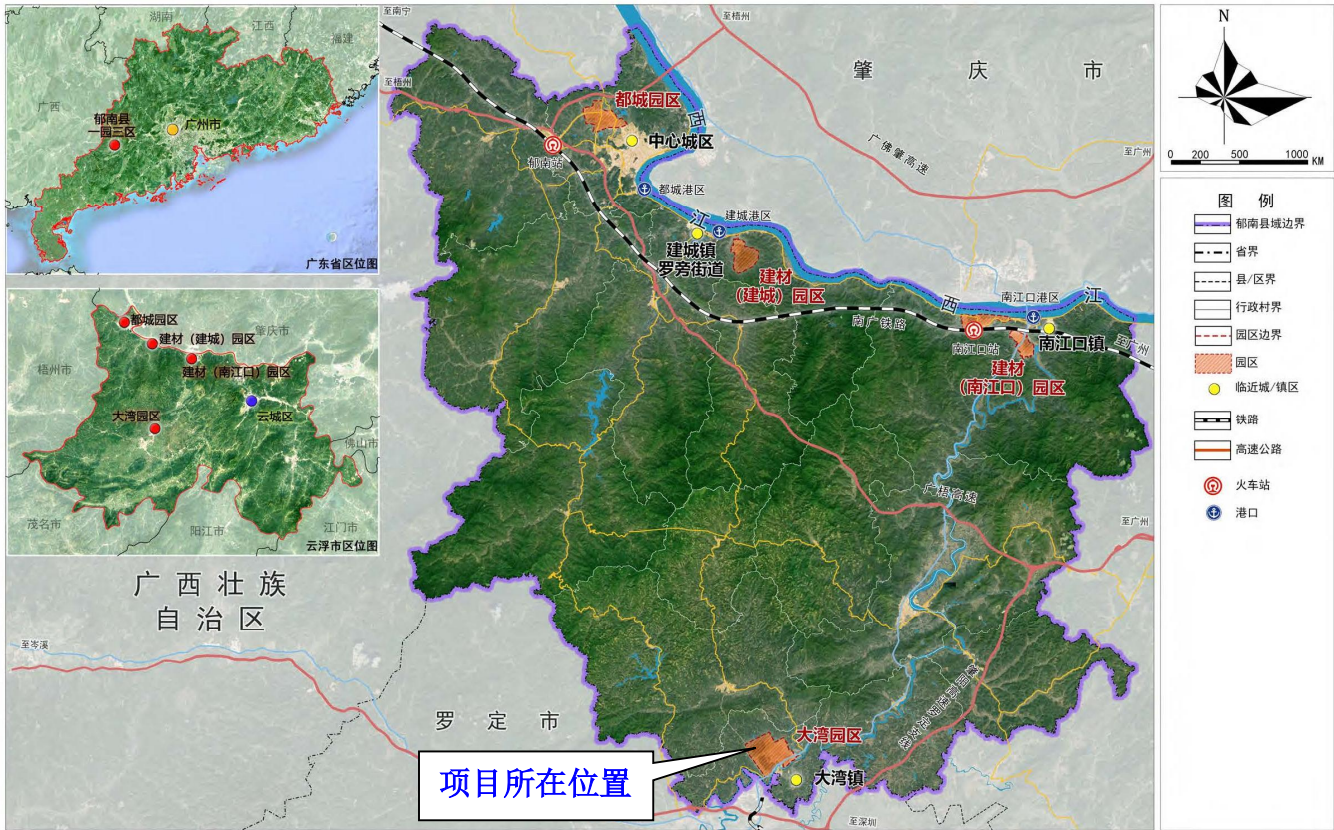 湖南
江西
福建
广西
郁南县
一园三区
广州市
广东省区位图
都城园区
肇庆市
建材（建城）园区
梧州市
建材（南江口）园区
大湾园区
云城区
佛山市
茂名市
阳江市
江门市
云浮市区位图
广西壮族
自治区
至岑溪
至南宁
至梧州
至梧州
肇庆市
都城园区
西
中心城区
郁南站
广佛肇高速
至广州
都城港区
建城港区
江
建城镇
罗旁街道
建材
（建城）园区
西
南江口港区
江
南广铁路
南江口站
南江口镇
至广州
建材
（南江口）园区
广梧高速
至广州
罗定市
大湾园区
项目所在位置
大湾镇
至深圳
N
0 200 500 1000 KM
图例
郁南县域边界
省界
县/区界
行政村界
园区边界
园区
临近城/镇区
铁路
高速公路
火车站
港口